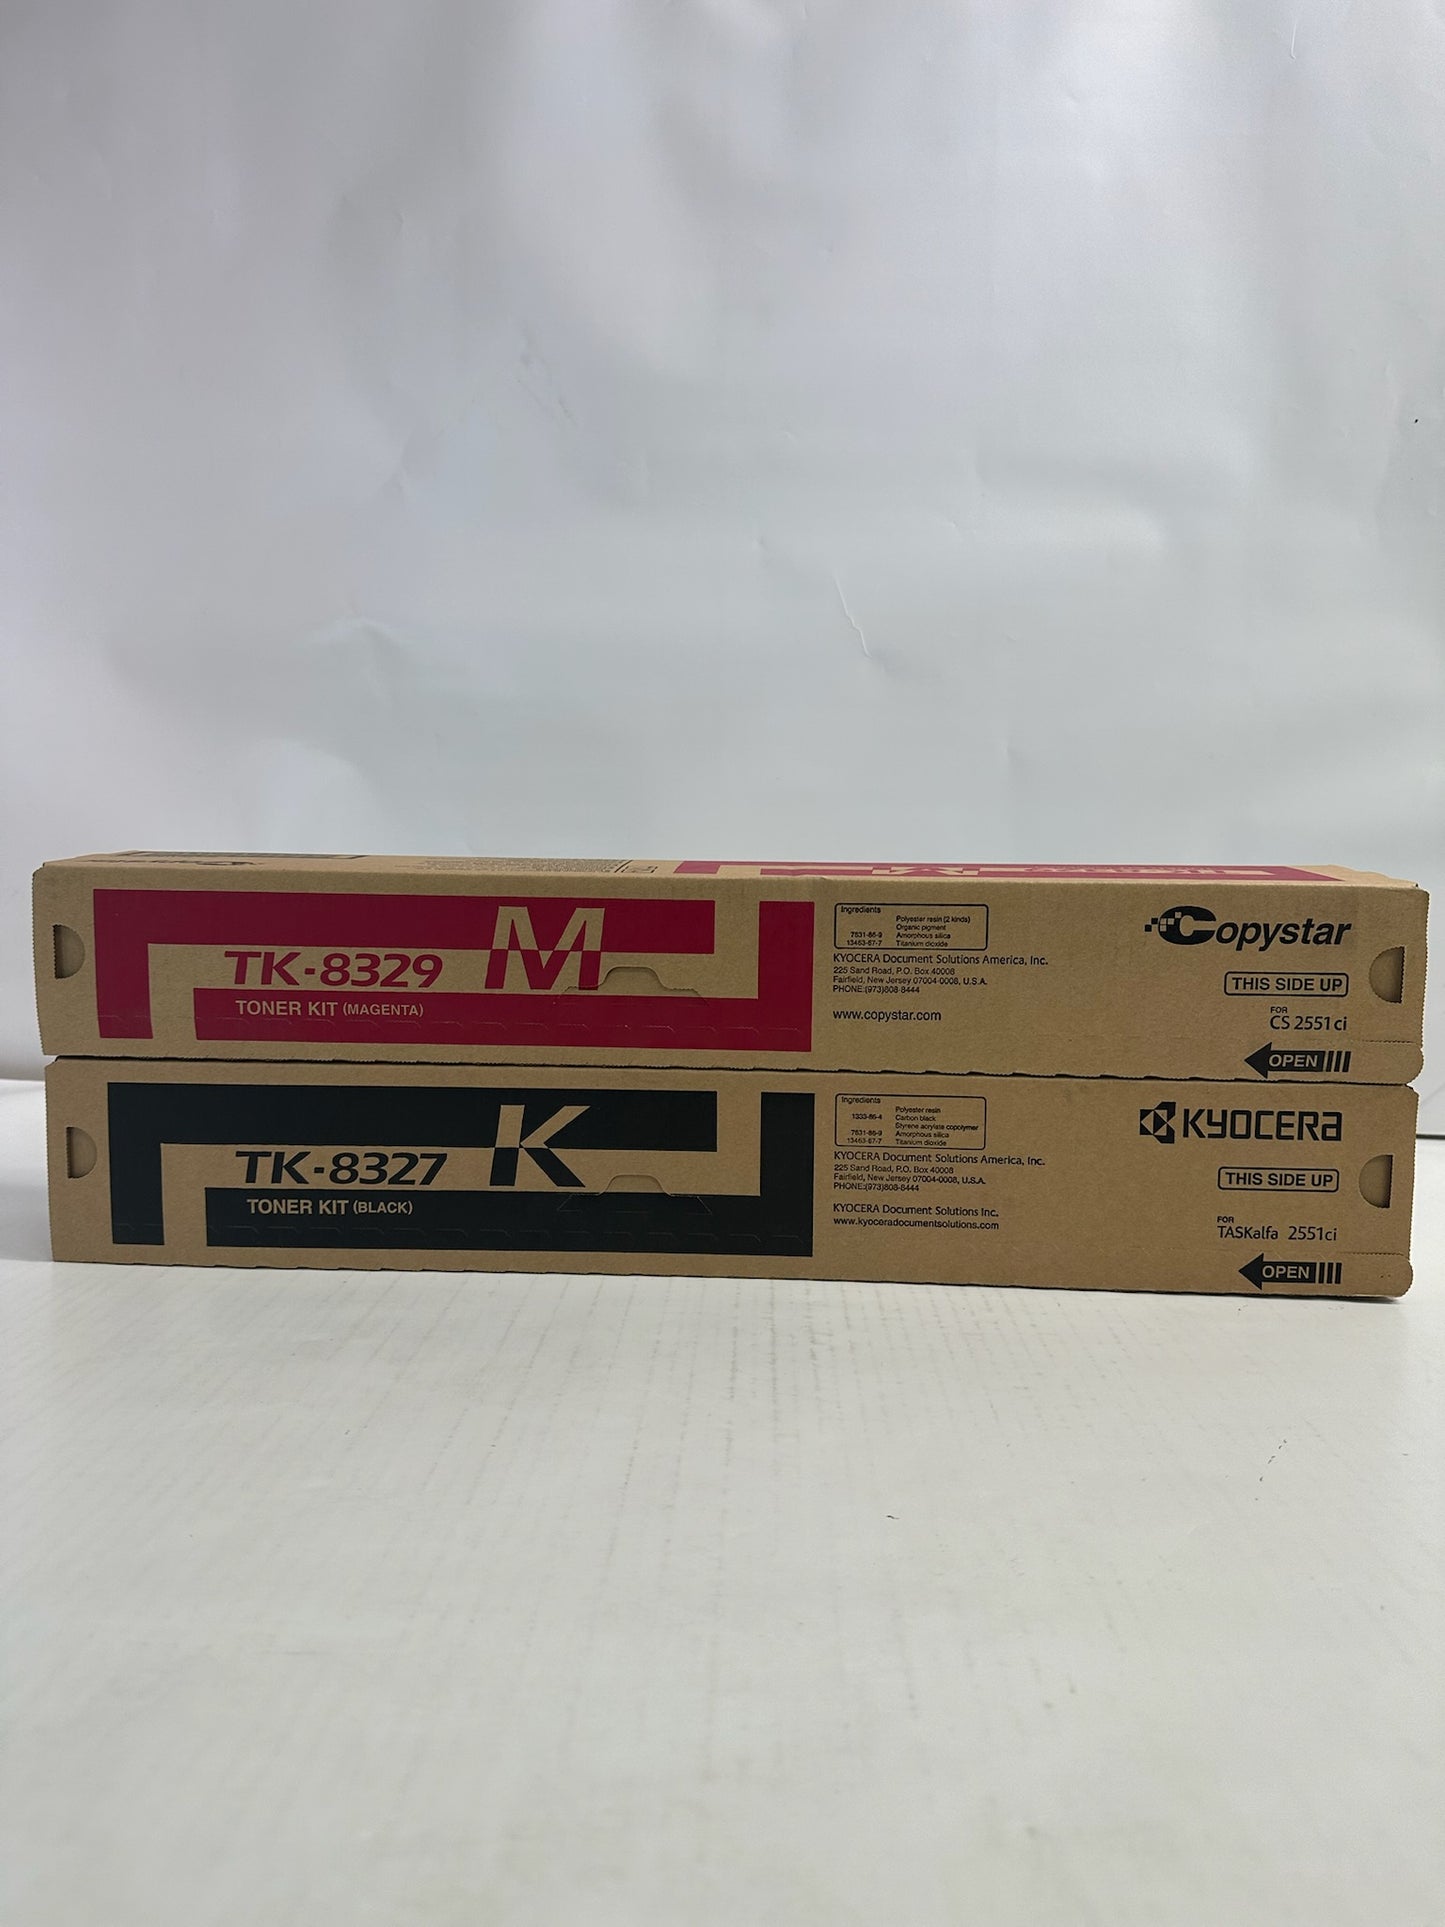 M
TK-8329
TONER KIT (MAGENTA)
Ingredients
Polyester resin (2 kinds)
Organic pigment
7631-86-9 Amorphous silica
13463-67-7 Titanium dioxide
KYOCERA Document Solutions America, Inc.
225 Sand Road, P.O. Box 40008
Fairfield, New Jersey 07004-0008, U.S.A.
PHONE:(973)808-8444
www.copystar.com
Copystar
THIS SIDE UP
FOR
CS 2551ci
OPEN
K
TK-8327
TONER KIT (BLACK)
Ingredients
Polyester resin
1333-86-4 Carbon black
Styrene acrylate copolymer
7631-86-9 Amorphous silica
13463-67-7 Titanium dioxide
KYOCERA Document Solutions America, Inc.
225 Sand Road, P.O. Box 40008
Fairfield, New Jersey 07004-0008, U.S.A.
PHONE:(973)808-8444
KYOCERA Document Solutions Inc.
www.kyoceradocumentsolutions.com
KYOCERA
THIS SIDE UP
FOR
TASKalfa 2551ci
OPEN